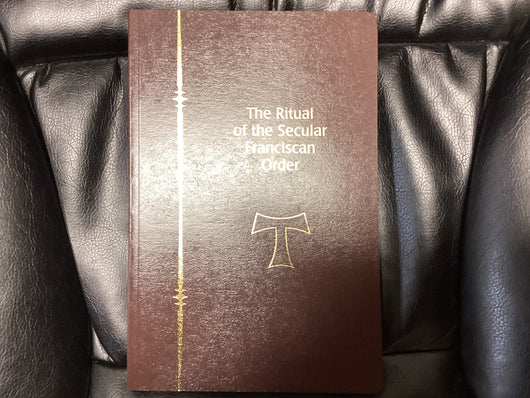 The Ritual
of the Secular
Franciscan
Order